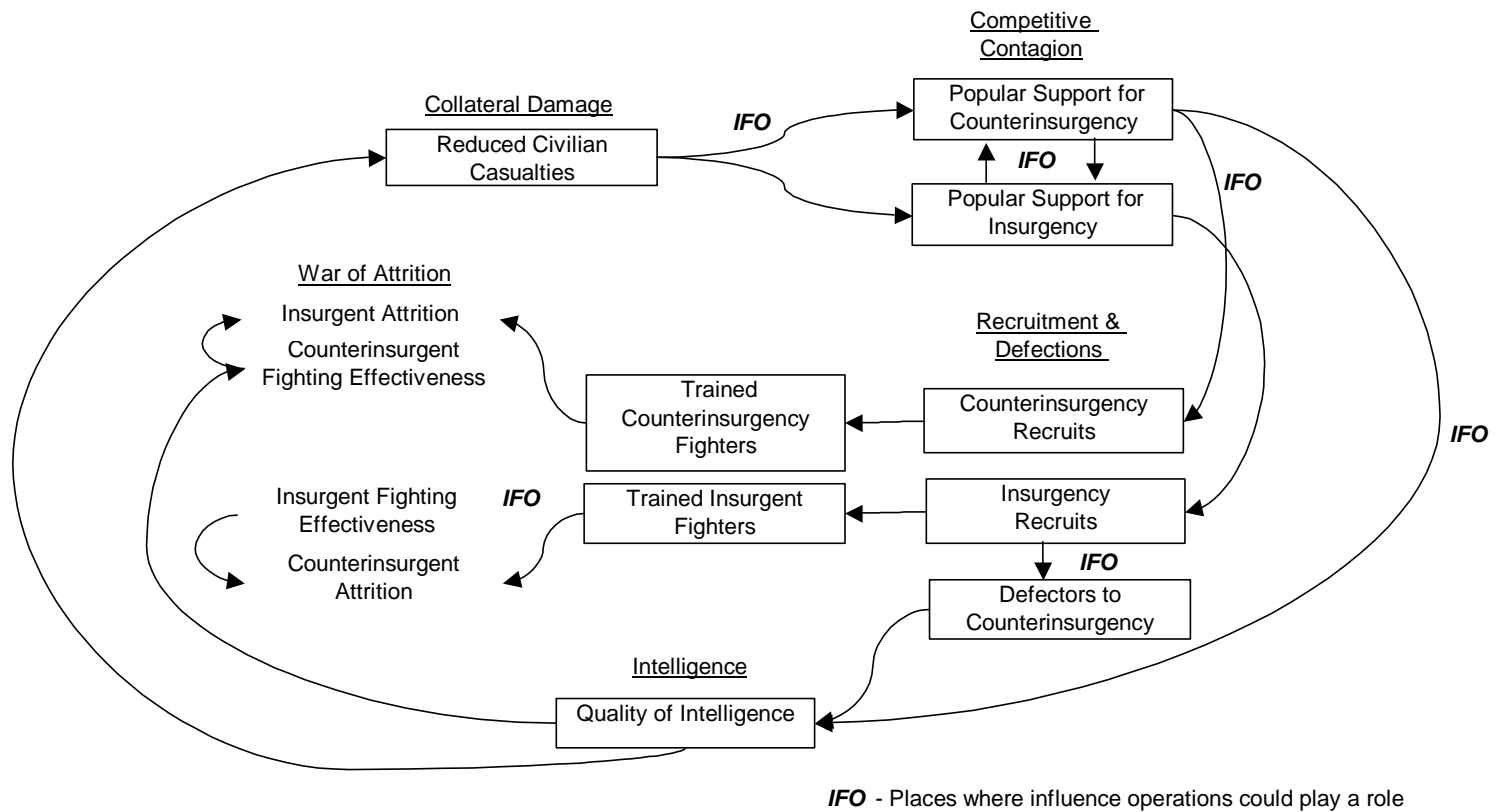 Competitive
Contagion
Popular Support for
Counterinsurgency
Collateral Damage
IFO
Reduced Civilian
Casualties
IFO
IFO
Popular Support for
Insurgency
War of Attrition
Insurgent Attrition
Counterinsurgent
Fighting Effectiveness
Recruitment &
Defections
Trained
Counterinsurgency
Fighters
Counterinsurgency
Recruits
IFO
Insurgent Fighting
Effectiveness
IFO
Trained Insurgent
Fighters
Insurgency
Recruits
Counterinsurgent
Attrition
IFO
Defectors to
Counterinsurgency
Intelligence
Quality of Intelligence
IFO - Places where influence operations could play a role